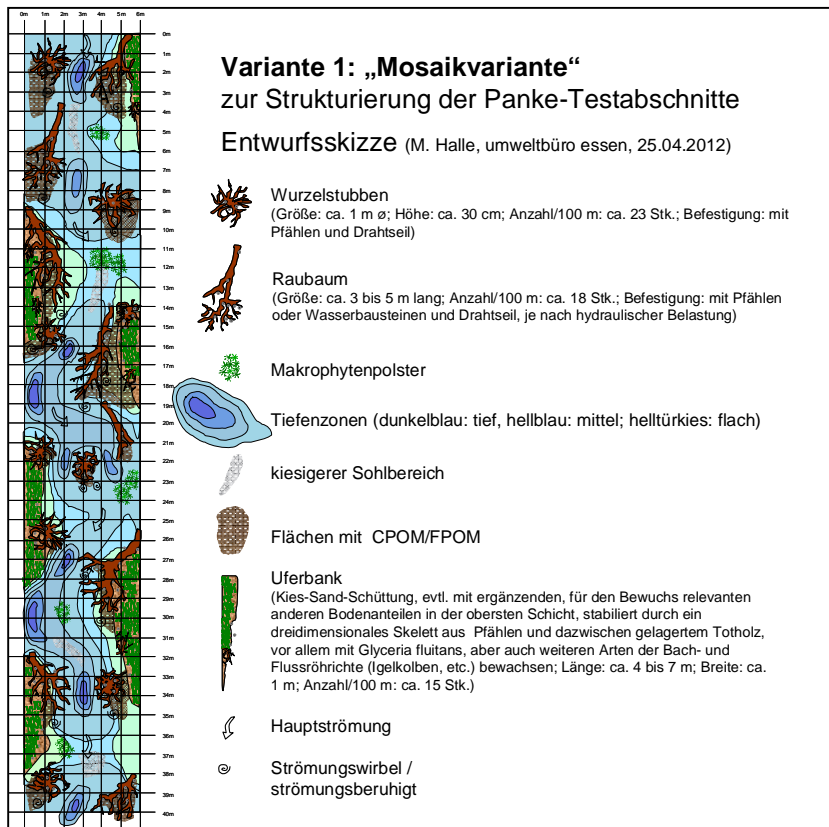 0m 1m 2m 3m 4m 5m 6m
0m
1m
2m
3m
4m
5m
6m
7m
8m
9m
10m
11m
12m
13m
14m
15m
16m
17m
18m
19m
20m
21m
22m
23m
24m
25m
26m
27m
28m
29m
30m
31m
32m
33m
34m
35m
36m
37m
38m
39m
40m
Variante 1: „Mosaikvariante“
zur Strukturierung der Panke-Testabschnitte
Entwurfsskizze (M. Halle, umweltbüro essen, 25.04.2012)
Wurzelstubben
(Größe: ca. 1 m ø; Höhe: ca. 30 cm; Anzahl/100 m: ca. 23 Stk.; Befestigung: mit
Pfählen und Drahtseil)
Raubaum
(Größe: ca. 3 bis 5 m lang; Anzahl/100 m: ca. 18 Stk.; Befestigung: mit Pfählen
oder Wasserbausteinen und Drahtseil, je nach hydraulischer Belastung)
Makrophytenpolster
Tiefenzonen (dunkelblau: tief, hellblau: mittel; helltürkies: flach)
kiesigerer Sohlbereich
Flächen mit CPOM/FPOM
Uferbank
(Kies-Sand-Schüttung, evtl. mit ergänzenden, für den Bewuchs relevanten
anderen Bodenanteilen in der obersten Schicht, stabiliert durch ein
dreidimensionales Skelett aus Pfählen und dazwischen gelagertem Totholz,
vor allem mit Glyceria fluitans, aber auch weiteren Arten der Bach- und
Flussröhrichte (Igelkolben, etc.) bewachsen; Länge: ca. 4 bis 7 m; Breite: ca.
1 m; Anzahl/100 m: ca. 15 Stk.)
Hauptströmung
Strömungswirbel /
strömungsberuhigt